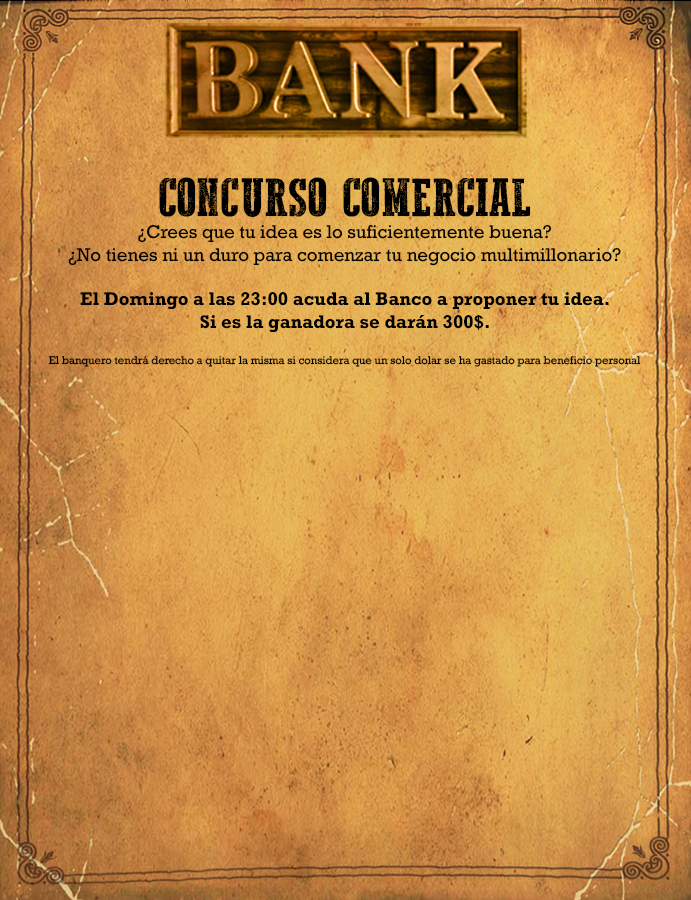 BANK
CONCURSO COMERCIAL
¿Crees que tu idea es lo suficientemente buena?
¿No tienes ni un duro para comenzar tu negocio multimillonario?
El Domingo a las 23:00 acuda al Banco a proponer tu idea.
Si es la ganadora se darán 300$.
El banquero tendrá derecho a quitar la misma si considera que un solo dolar se ha gastado para beneficio personal